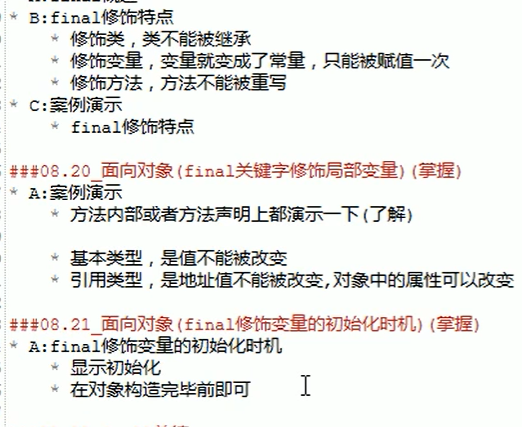 * B:final修饰特点
* 修饰类，类不能被继承
* 修饰变量，变量就变成了常量，只能被赋值一次
* 修饰方法，方法不能被重写
* C:案例演示
* final修饰特点
###08.20_面向对象(final关键字修饰局部变量)(掌握)
* A:案例演示
* 方法内部或者方法声明上都演示一下(了解)
* 基本类型，是值不能被改变
* 引用类型，是地址值不能被改变,对象中的属性可以改变
###08.21_面向对象(final修饰变量的初始化时机)(掌握)
* A:final修饰变量的初始化时机
* 显示初始化
* 在对象构造完毕前即可